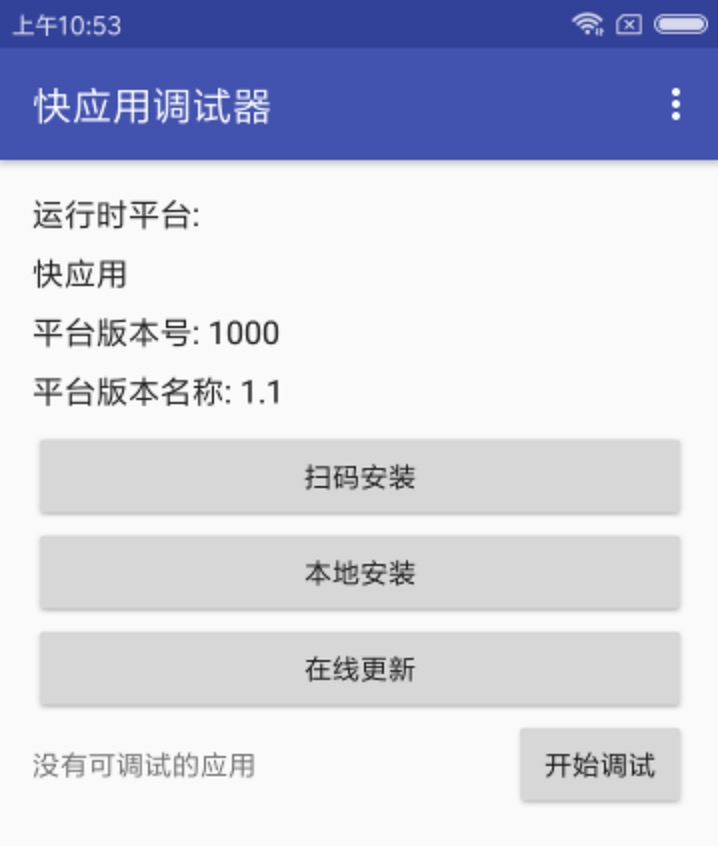 上午10:53
快应用调试器
运行时平台:
快应用
平台版本号: 1000
平台版本名称: 1.1
扫码安装
本地安装
在线更新
没有可调试的应用
开始调试